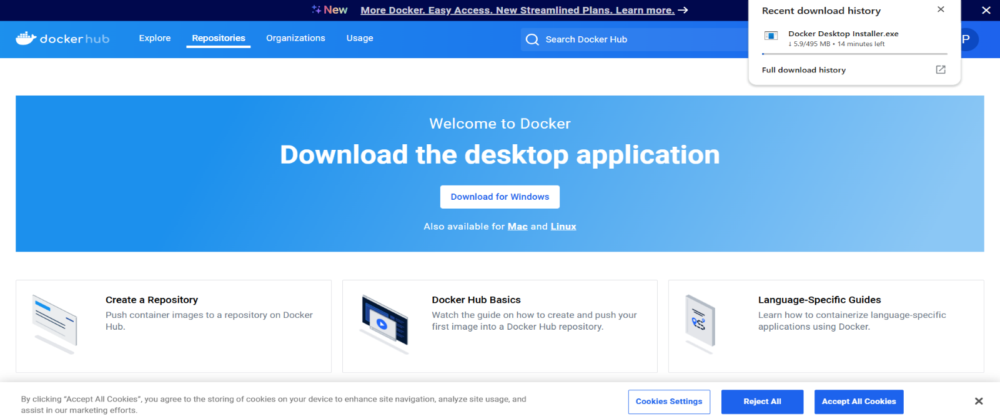 New More Docker. Easy Access. New Streamlined Plans. Learn more. →
Recent download history
Docker Desktop Installer.exe
↓ 5.9/495 MB • 14 minutes left
Full download history
docker hub Explore Repositories Organizations Usage Search Docker Hub P
Welcome to Docker
Download the desktop application
Download for Windows
Also available for Mac and Linux
Create a Repository
Push container images to a repository on Docker
Hub.
Docker Hub Basics
Watch the guide on how to create and push your
first image into a Docker Hub repository.
Language-Specific Guides
Learn how to containerize language-specific
applications using Docker.
By clicking “Accept All Cookies”, you agree to the storing of cookies on your device to enhance site navigation, analyze site usage, and
assist in our marketing efforts.
Cookies Settings Reject All Accept All Cookies